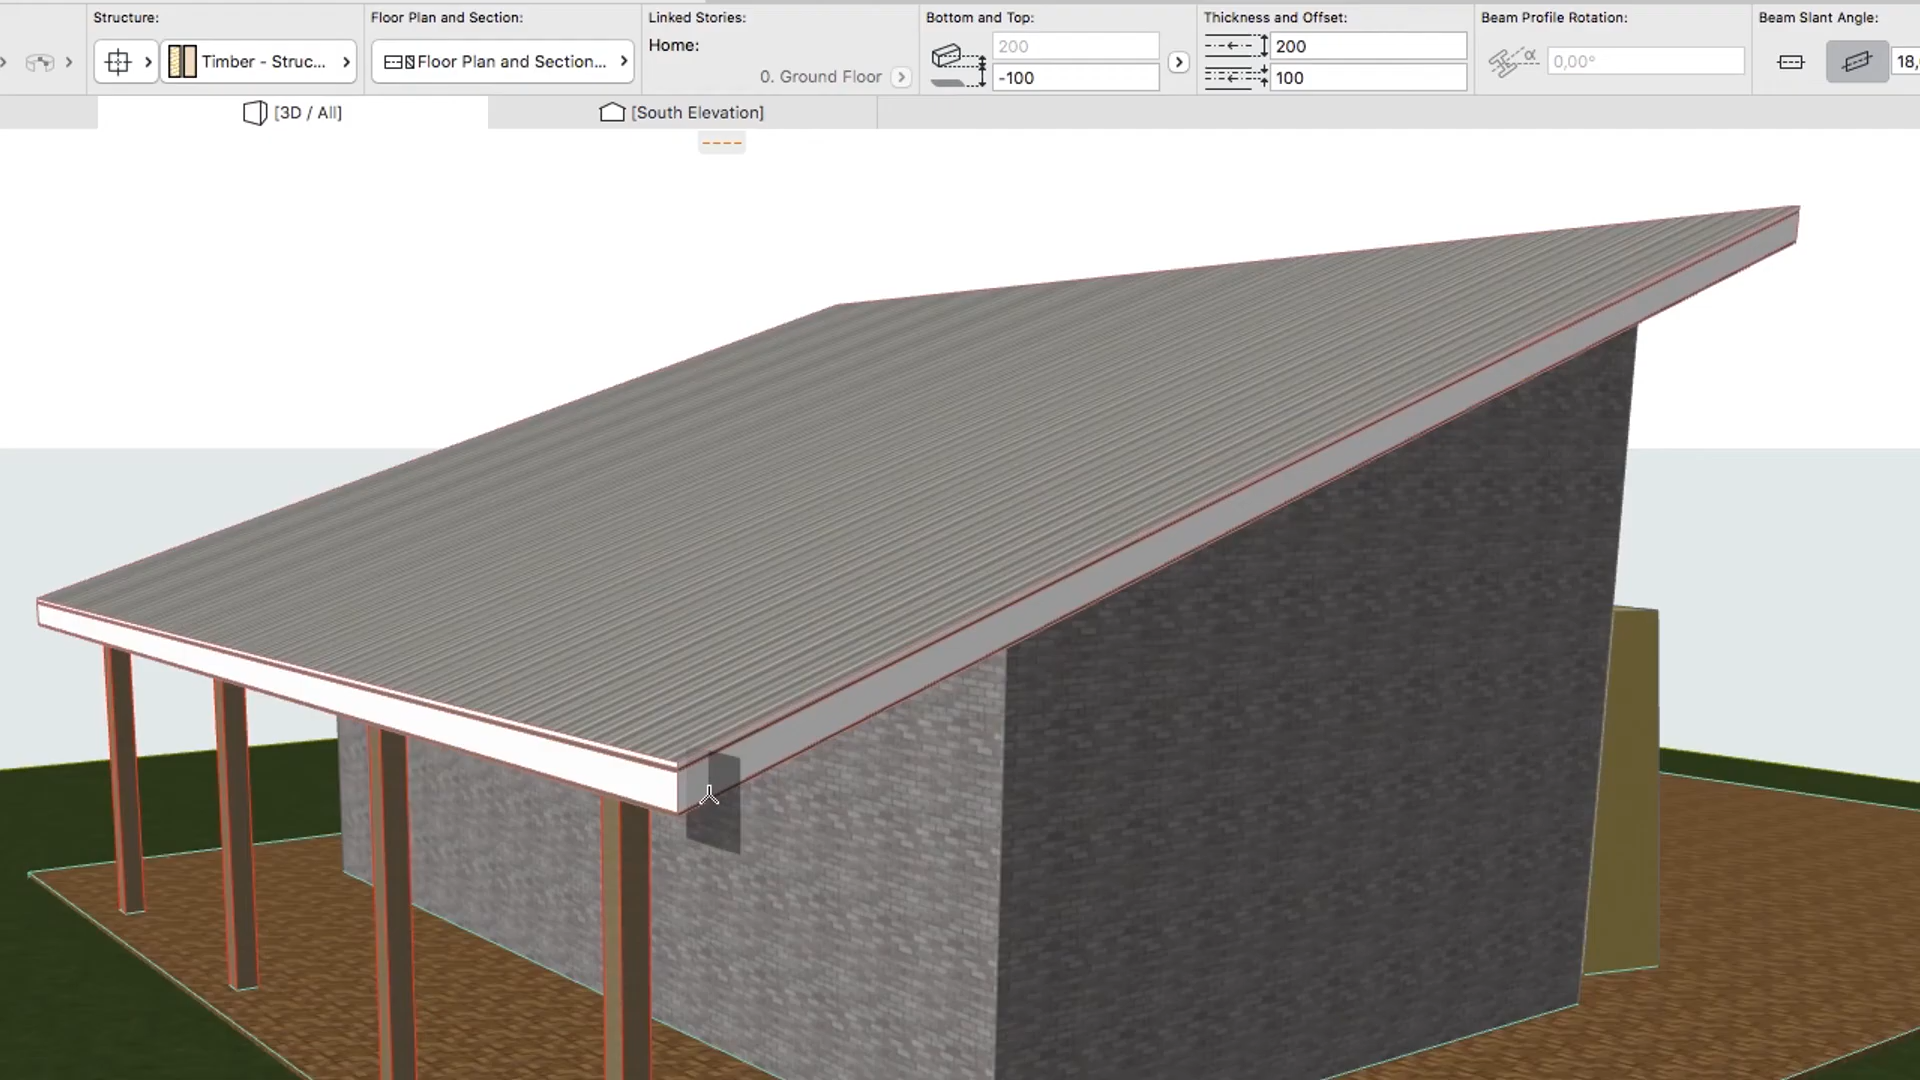 Structure:
Floor Plan and Section:
Linked Stories:
Bottom and Top:
Thickness and Offset:
Beam Profile Rotation:
Beam Slant Angle:
Timber - Struc...
Floor Plan and Section...
Home:
0. Ground Floor
200
-100
200
100
α
0,00°
18,
[3D / All]
[South Elevation]